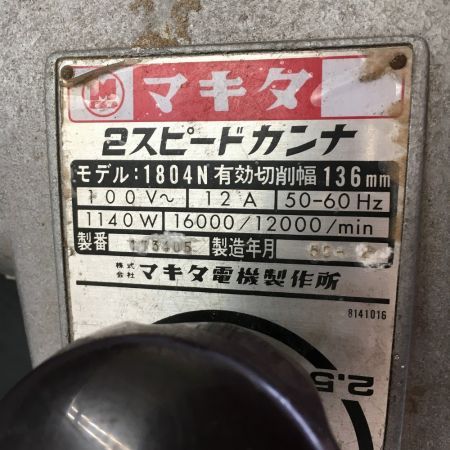 マキタ
2スピードカンナ
モデル:1804N 有効切削幅 136mm
100V~ 12A 50-60Hz
1140W 16000/12000/min
製番 173405 製造年月
株式会社 マキタ電機製作所
8141016
2.5